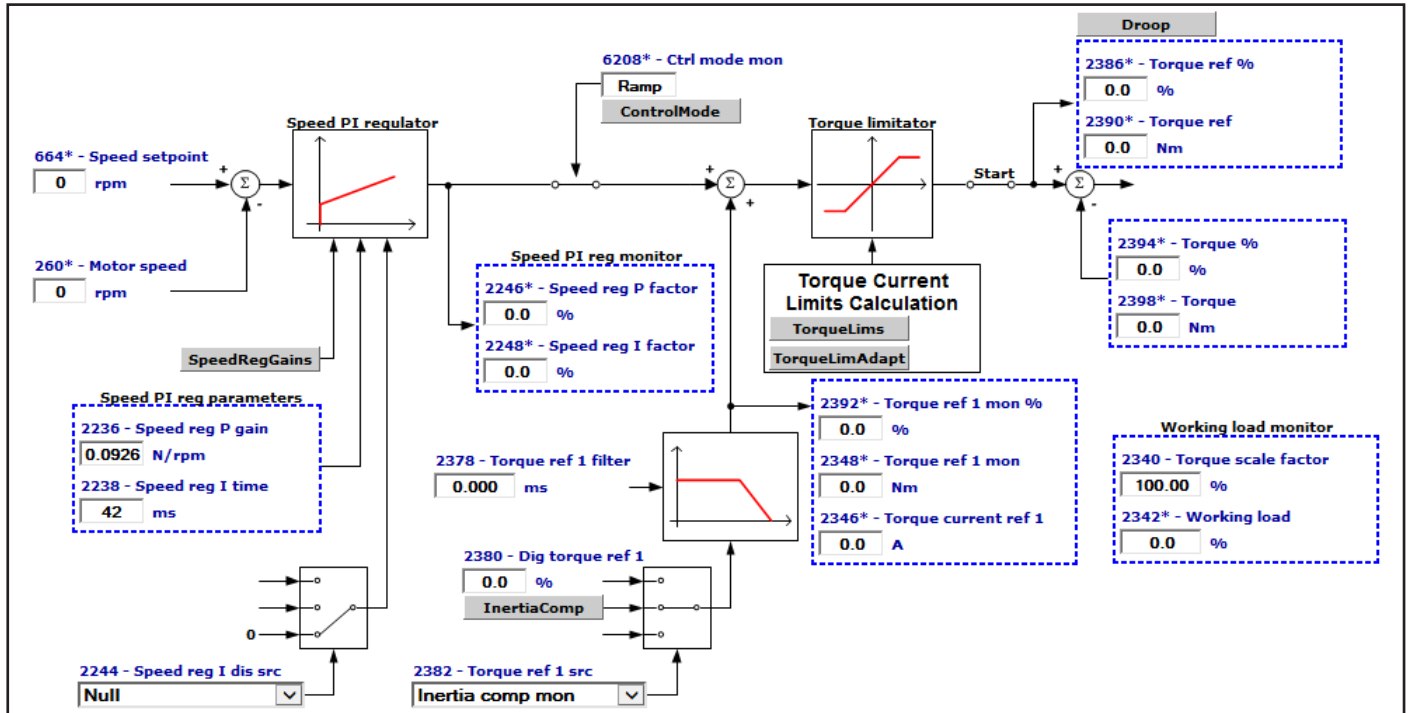 Droop
6208* - Ctrl mode mon
Ramp
ControlMode
2386* - Torque ref %
0.0 %
2390* - Torque ref
0.0 Nm
Speed PI regulator
Torque limitator
664* - Speed setpoint
0 rpm
+
Σ
-
+
Σ
+
Start
+
Σ
-
260* - Motor speed
0 rpm
Speed PI reg monitor
2246* - Speed reg P factor
0.0 %
2248* - Speed reg I factor
0.0 %
Torque Current
Limits Calculation
TorqueLims
TorqueLimAdapt
2394* - Torque %
0.0 %
2398* - Torque
0.0 Nm
SpeedRegGains
Speed PI reg parameters
2236 - Speed reg P gain
0.0926 N/rpm
2238 - Speed reg I time
42 ms
2378 - Torque ref 1 filter
0.000 ms
2392* - Torque ref 1 mon %
0.0 %
2348* - Torque ref 1 mon
0.0 Nm
2346* - Torque current ref 1
0.0 A
Working load monitor
2340 - Torque scale factor
100.00 %
2342* - Working load
0.0 %
2380 - Dig torque ref 1
0.0 %
InertiaComp
0
2244 - Speed reg I dis src
Null
2382 - Torque ref 1 src
Inertia comp mon